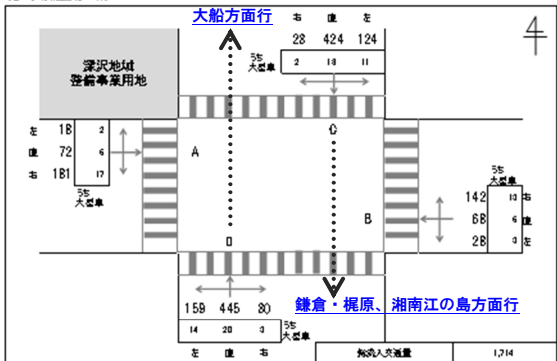 大船方面行
右 直 左
28 424 124
うち大型車
2 18 11
深沢地域
整備事業用地
左 18 2
直 72 6
右 181 17
うち
大型車
A
C
B
D
うち
大型車
142 13 右
68 6 直
28 3 左
159 445 80
14 20 3
うち
大型車
左 直 右
鎌倉・梶原、湘南江の島方面行
総流入交通量 1,714